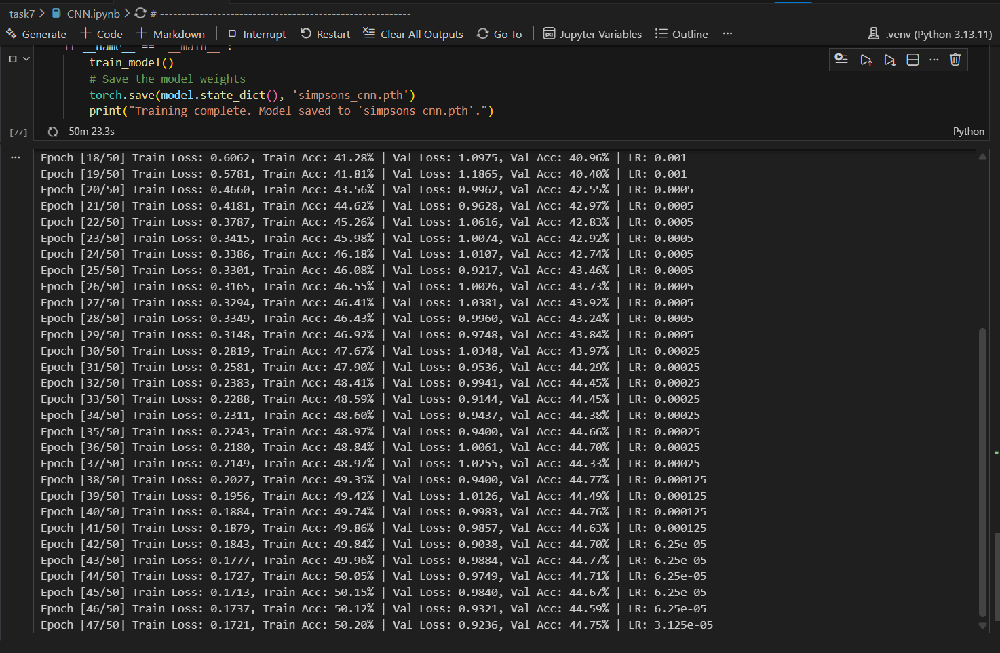 task7 > CNN.ipynb > # ---------------------------------------------------------
Generate + Code + Markdown | Interrupt Restart Clear All Outputs Go To | Jupyter Variables Outline ... .venv (Python 3.13.11)
if __name__ == "__main__":
train_model()
# Save the model weights
torch.save(model.state_dict(), 'simpsons_cnn.pth')
print("Training complete. Model saved to 'simpsons_cnn.pth'.")
[77] 50m 23.3s Python
Epoch [18/50] Train Loss: 0.6062, Train Acc: 41.28% | Val Loss: 1.0975, Val Acc: 40.96% | LR: 0.001
Epoch [19/50] Train Loss: 0.5781, Train Acc: 41.81% | Val Loss: 1.1865, Val Acc: 40.40% | LR: 0.001
Epoch [20/50] Train Loss: 0.4660, Train Acc: 43.56% | Val Loss: 0.9962, Val Acc: 42.55% | LR: 0.0005
Epoch [21/50] Train Loss: 0.4181, Train Acc: 44.62% | Val Loss: 0.9628, Val Acc: 42.97% | LR: 0.0005
Epoch [22/50] Train Loss: 0.3787, Train Acc: 45.26% | Val Loss: 1.0616, Val Acc: 42.83% | LR: 0.0005
Epoch [23/50] Train Loss: 0.3415, Train Acc: 45.98% | Val Loss: 1.0074, Val Acc: 42.92% | LR: 0.0005
Epoch [24/50] Train Loss: 0.3386, Train Acc: 46.18% | Val Loss: 1.0107, Val Acc: 42.74% | LR: 0.0005
Epoch [25/50] Train Loss: 0.3301, Train Acc: 46.08% | Val Loss: 0.9217, Val Acc: 43.46% | LR: 0.0005
Epoch [26/50] Train Loss: 0.3165, Train Acc: 46.55% | Val Loss: 1.0026, Val Acc: 43.73% | LR: 0.0005
Epoch [27/50] Train Loss: 0.3294, Train Acc: 46.41% | Val Loss: 1.0381, Val Acc: 43.92% | LR: 0.0005
Epoch [28/50] Train Loss: 0.3349, Train Acc: 46.43% | Val Loss: 0.9960, Val Acc: 43.24% | LR: 0.0005
Epoch [29/50] Train Loss: 0.3148, Train Acc: 46.92% | Val Loss: 0.9748, Val Acc: 43.84% | LR: 0.0005
Epoch [30/50] Train Loss: 0.2819, Train Acc: 47.67% | Val Loss: 1.0348, Val Acc: 43.97% | LR: 0.00025
Epoch [31/50] Train Loss: 0.2581, Train Acc: 47.90% | Val Loss: 0.9536, Val Acc: 44.29% | LR: 0.00025
Epoch [32/50] Train Loss: 0.2383, Train Acc: 48.41% | Val Loss: 0.9941, Val Acc: 44.45% | LR: 0.00025
Epoch [33/50] Train Loss: 0.2288, Train Acc: 48.59% | Val Loss: 0.9144, Val Acc: 44.45% | LR: 0.00025
Epoch [34/50] Train Loss: 0.2311, Train Acc: 48.60% | Val Loss: 0.9437, Val Acc: 44.38% | LR: 0.00025
Epoch [35/50] Train Loss: 0.2243, Train Acc: 48.97% | Val Loss: 0.9400, Val Acc: 44.66% | LR: 0.00025
Epoch [36/50] Train Loss: 0.2180, Train Acc: 48.84% | Val Loss: 1.0061, Val Acc: 44.70% | LR: 0.00025
Epoch [37/50] Train Loss: 0.2149, Train Acc: 48.97% | Val Loss: 1.0255, Val Acc: 44.33% | LR: 0.00025
Epoch [38/50] Train Loss: 0.2027, Train Acc: 49.35% | Val Loss: 0.9400, Val Acc: 44.77% | LR: 0.000125
Epoch [39/50] Train Loss: 0.1956, Train Acc: 49.42% | Val Loss: 1.0126, Val Acc: 44.49% | LR: 0.000125
Epoch [40/50] Train Loss: 0.1884, Train Acc: 49.74% | Val Loss: 0.9983, Val Acc: 44.76% | LR: 0.000125
Epoch [41/50] Train Loss: 0.1879, Train Acc: 49.86% | Val Loss: 0.9857, Val Acc: 44.63% | LR: 0.000125
Epoch [42/50] Train Loss: 0.1843, Train Acc: 49.84% | Val Loss: 0.9038, Val Acc: 44.70% | LR: 6.25e-05
Epoch [43/50] Train Loss: 0.1777, Train Acc: 49.96% | Val Loss: 0.9884, Val Acc: 44.77% | LR: 6.25e-05
Epoch [44/50] Train Loss: 0.1727, Train Acc: 50.05% | Val Loss: 0.9749, Val Acc: 44.71% | LR: 6.25e-05
Epoch [45/50] Train Loss: 0.1713, Train Acc: 50.15% | Val Loss: 0.9840, Val Acc: 44.67% | LR: 6.25e-05
Epoch [46/50] Train Loss: 0.1737, Train Acc: 50.12% | Val Loss: 0.9321, Val Acc: 44.59% | LR: 6.25e-05
Epoch [47/50] Train Loss: 0.1721, Train Acc: 50.20% | Val Loss: 0.9236, Val Acc: 44.75% | LR: 3.125e-05